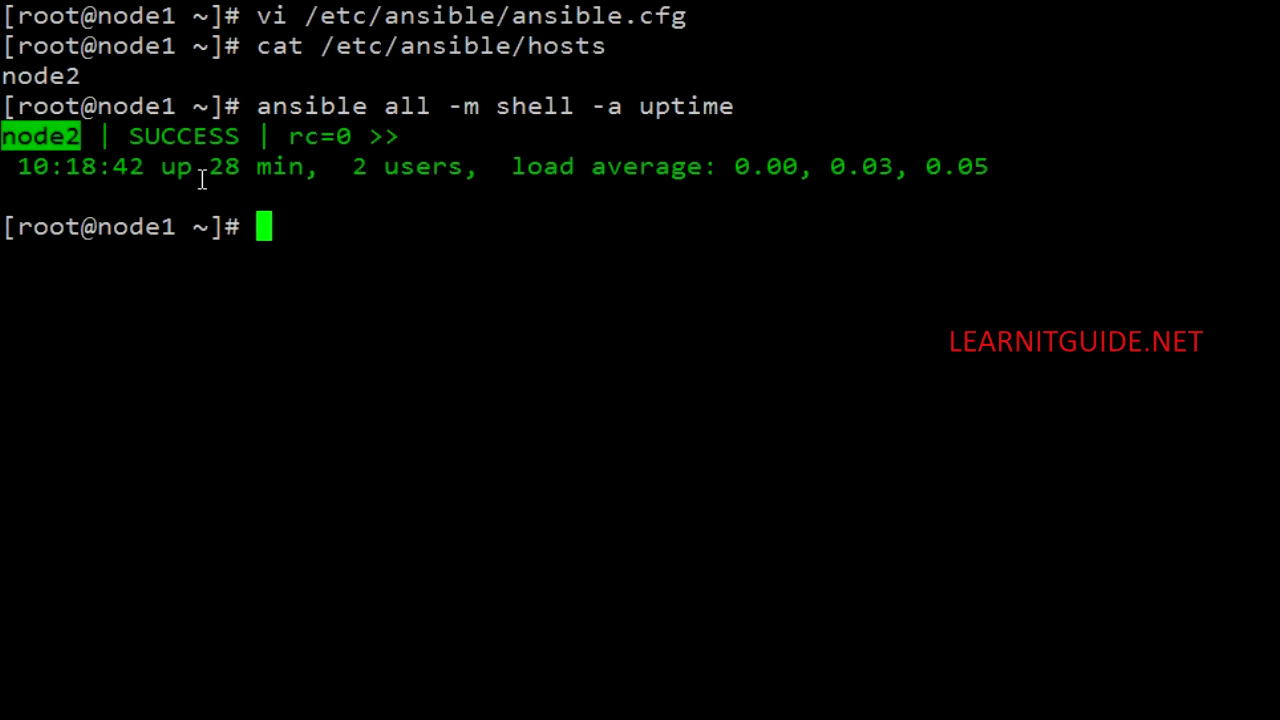 [root@node1 ~]# vi /etc/ansible/ansible.cfg
[root@node1 ~]# cat /etc/ansible/hosts
node2
[root@node1 ~]# ansible all -m shell -a uptime
node2 | SUCCESS | rc=0 >>
 10:18:42 up 28 min,  2 users,  load average: 0.00, 0.03, 0.05
[root@node1 ~]#
LEARNITGUIDE.NET